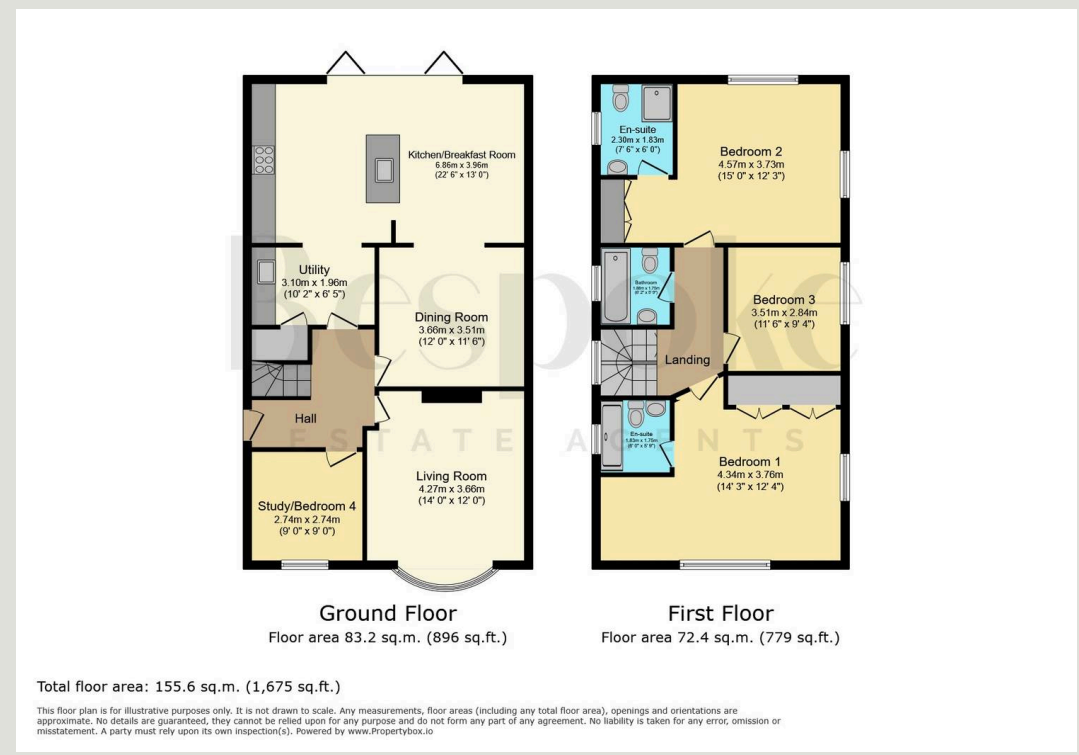 Kitchen/Breakfast Room
6.86m x 3.96m
(22' 6" x 13' 0")
Utility
3.10m x 1.96m
(10' 2" x 6' 5")
Dining Room
3.66m x 3.51m
(12' 0" x 11' 6")
Hall
Living Room
4.27m x 3.66m
(14' 0" x 12' 0")
Study/Bedroom 4
2.74m x 2.74m
(9' 0" x 9' 0")
Ground Floor
Floor area 83.2 sq.m. (896 sq.ft.)
En-suite
2.30m x 1.83m
(7' 6" x 6' 0")
Bedroom 2
4.57m x 3.73m
(15' 0" x 12' 3")
Bathroom
Bedroom 3
3.51m x 2.84m
(11' 6" x 9' 4")
Landing
En-suite
1.83m x 1.75m
(6' 0" x 5' 9")
Bedroom 1
4.34m x 3.76m
(14' 3" x 12' 4")
First Floor
Floor area 72.4 sq.m. (779 sq.ft.)
Bespoke
ESTATE AGENTS
Total floor area: 155.6 sq.m. (1,675 sq.ft.)
This floor plan is for illustrative purposes only. It is not drawn to scale. Any measurements, floor areas (including any total floor area), openings and orientations are
approximate. No details are guaranteed, they cannot be relied upon for any purpose and do not form any part of any agreement. No liability is taken for any error, omission or
misstatement. A party must rely upon its own inspection(s). Powered by www.Propertybox.io